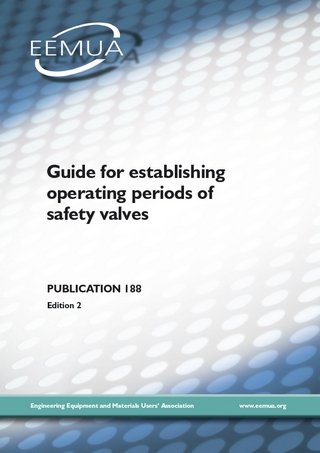 EEMUA
Guide for establishing
operating periods of
safety valves
PUBLICATION 188
Edition 2
Engineering Equipment and Materials Users' Association www.eemua.org